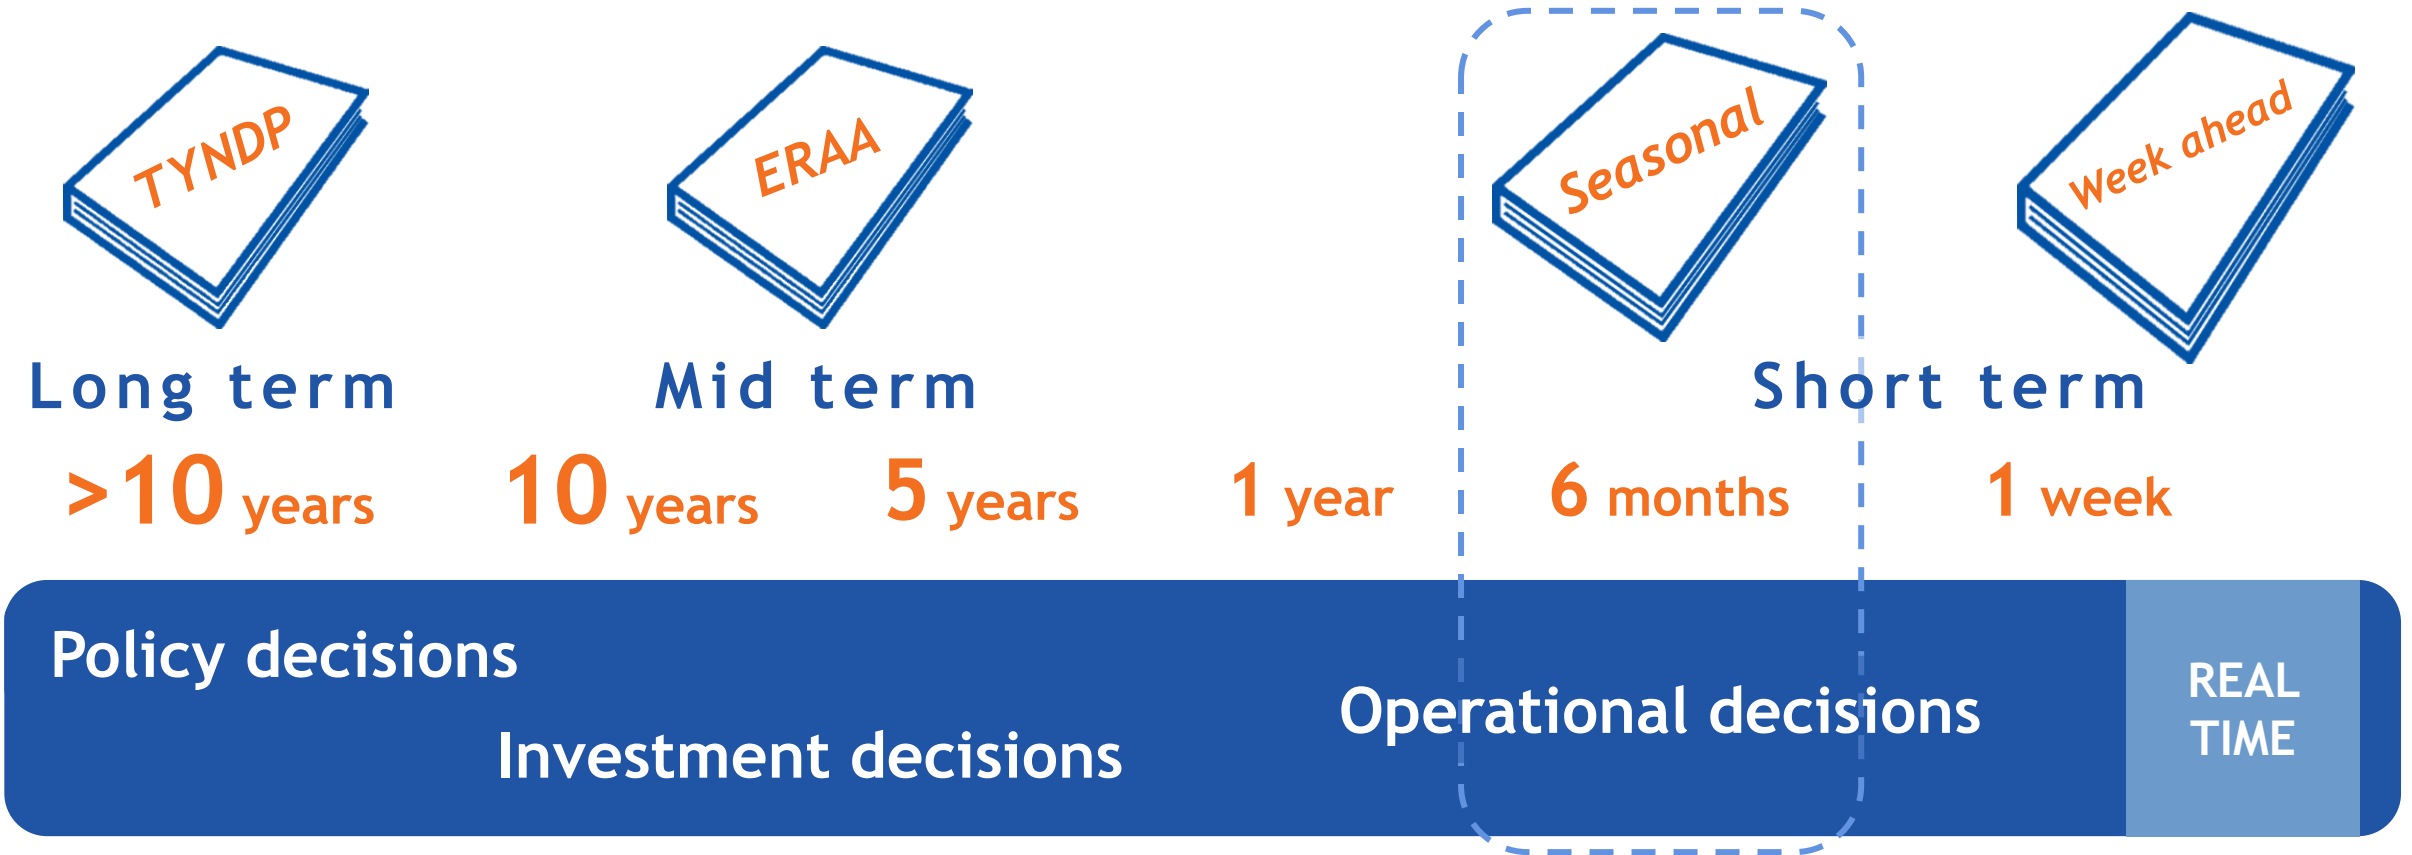 TYNDP
ERAA
Seasonal
Week ahead
Long term
Mid term
Short term
>10 years
10 years
5 years
1 year
6 months
1 week
Policy decisions
Investment decisions
Operational decisions
REAL
TIME